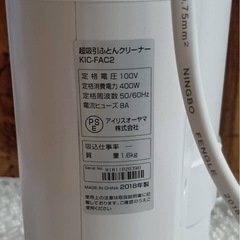 超吸引ふとんクリーナー
KIC-FAC2
定格電圧 100V
定格消費電力 400W
定格周波数 50/60Hz
電流ヒューズ 8A
PSE
アイリスオーヤマ
株式会社
吸込仕事率 ―
質量 1.6kg
MADE IN CHINA 2018年製
.75mm²
NINGBO
FENGLE